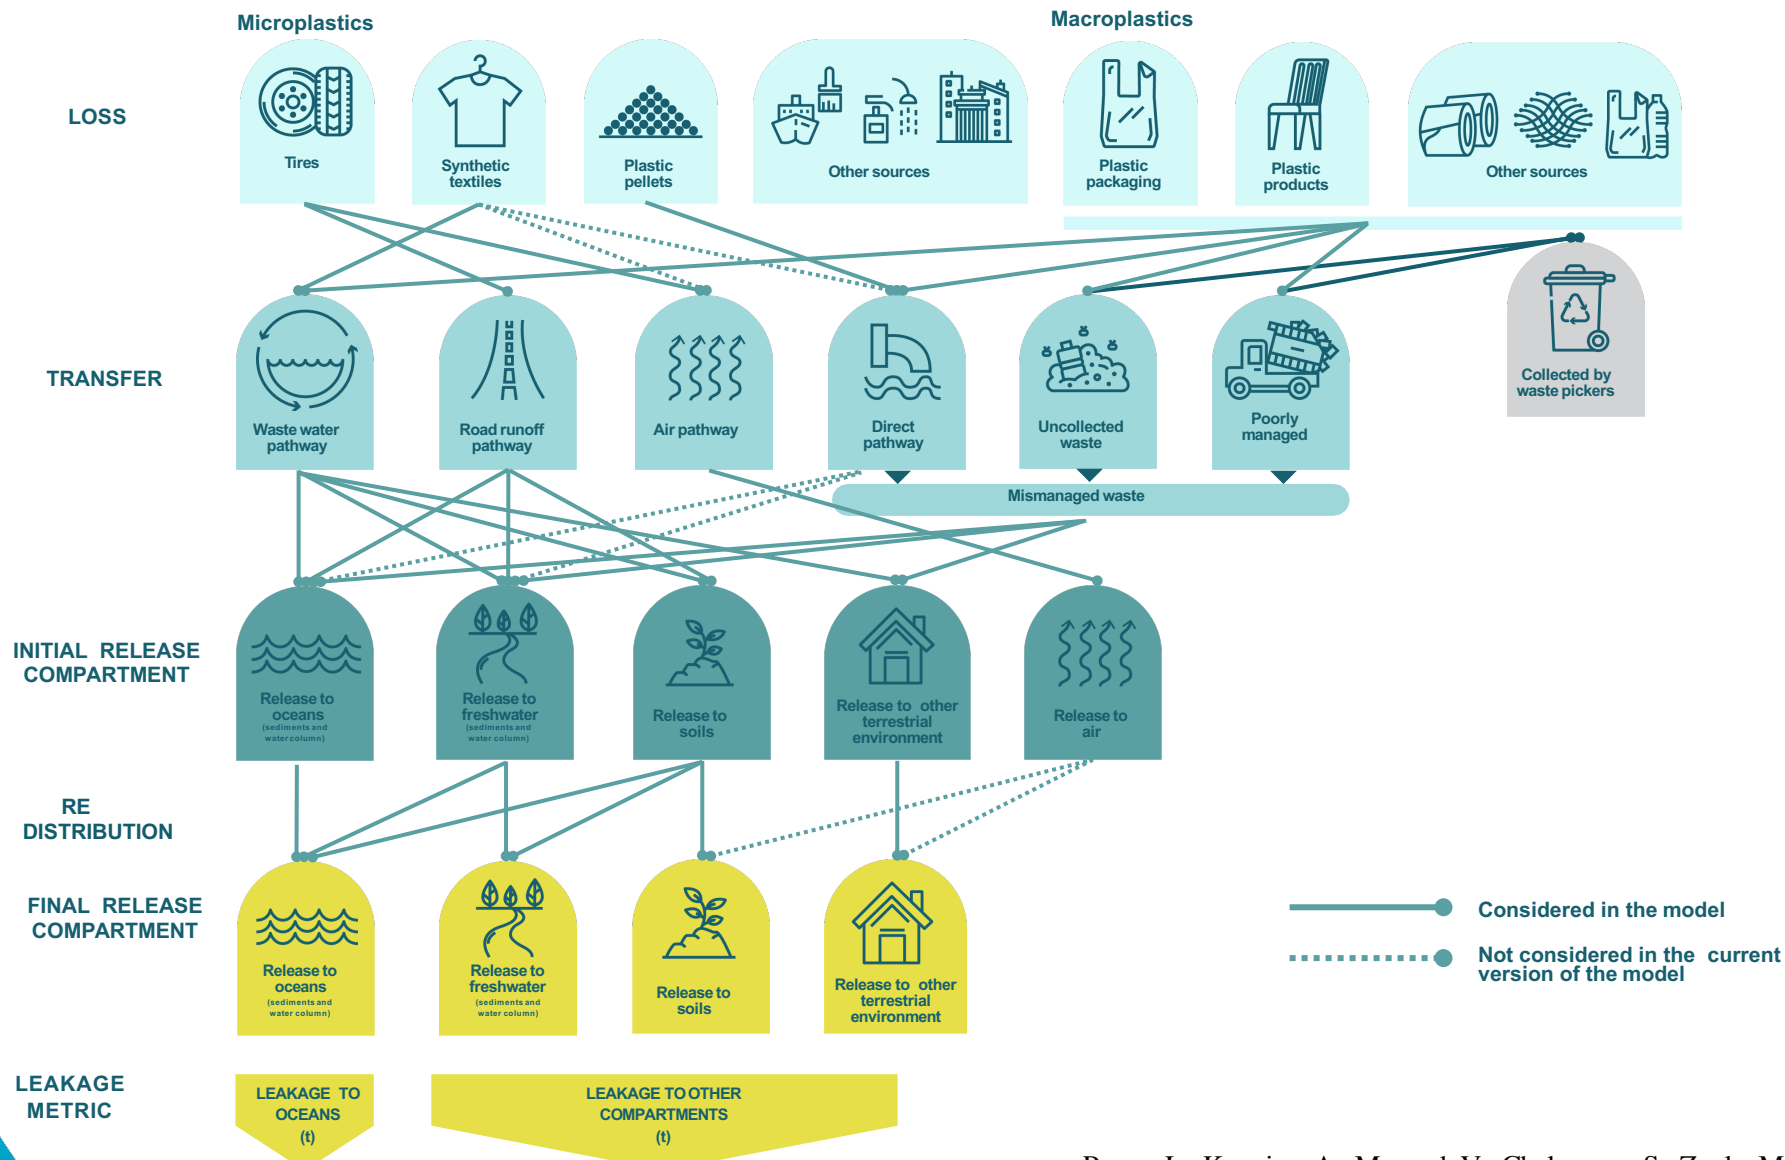 Microplastics
Macroplastics
LOSS
Tires
Synthetic
textiles
Plastic
pellets
Other sources
Plastic
packaging
Plastic
products
Other sources
TRANSFER
Waste water
pathway
Road runoff
pathway
Air pathway
Direct
pathway
Uncollected
waste
Poorly
managed
Collected by
waste pickers
Mismanaged waste
INITIAL RELEASE
COMPARTMENT
Release to
oceans
(sediments and
water column)
Release to
freshwater
(sediments and
water column)
Release to
soils
Release to other
terrestrial
environment
Release to
air
RE
DISTRIBUTION
FINAL RELEASE
COMPARTMENT
Release to
oceans
(sediments and
water column)
Release to
freshwater
(sediments and
water column)
Release to
soils
Release to other
terrestrial
environment
Considered in the model
Not considered in the current
version of the model
LEAKAGE
METRIC
LEAKAGE TO
OCEANS
(t)
LEAKAGE TO OTHER
COMPARTMENTS
(t)